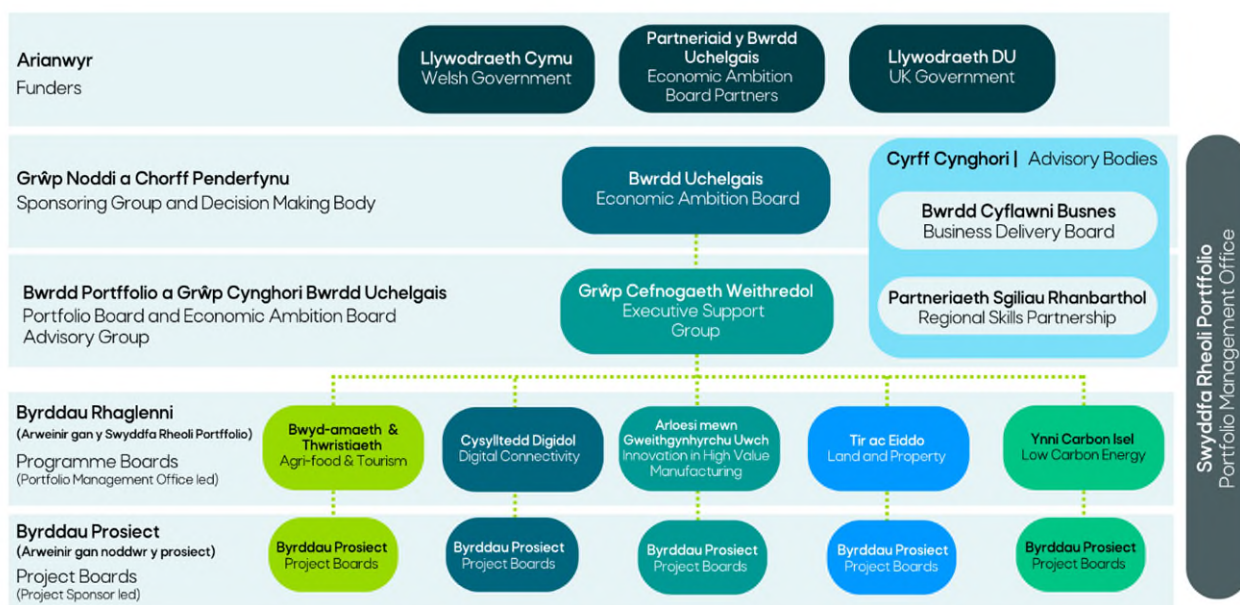 Arianwyr
Funders
Llywodraeth Cymu
Welsh Government
Partneriaid y Bwrdd
Uchelgais
Economic Ambition
Board Partners
Llywodraeth DU
UK Government
Grŵp Noddi a Chorff Penderfynu
Sponsoring Group and Decision Making Body
Bwrdd Uchelgais
Economic Ambition Board
Cyrff Cynghori | Advisory Bodies
Bwrdd Cyflawni Busnes
Business Delivery Board
Partneriaeth Sgiliau Rhanbarthol
Regional Skills Partnership
Bwrdd Portffolio a Grŵp Cynghori Bwrdd Uchelgais
Portfolio Board and Economic Ambition Board
Advisory Group
Grŵp Cefnogaeth Weithredol
Executive Support
Group
Byrddau Rhaglenni
(Arweinir gan y Swyddfa Rheoli Portffolio)
Programme Boards
(Portfolio Management Office led)
Bwyd-amaeth &
Thwristiaeth
Agri-food & Tourism
Cysylltedd Digidol
Digital Connectivity
Arloesi mewn
Gweithgynhyrchu Uwch
Innovation in High Value
Manufacturing
Tir ac Eiddo
Land and Property
Ynni Carbon Isel
Low Carbon Energy
Byrddau Prosiect
(Arweinir gan noddwr y prosiect)
Project Boards
(Project Sponsor led)
Byrddau Prosiect
Project Boards
Byrddau Prosiect
Project Boards
Byrddau Prosiect
Project Boards
Byrddau Prosiect
Project Boards
Byrddau Prosiect
Project Boards
Swyddfa Rheoli Portffolio
Portfolio Management Office